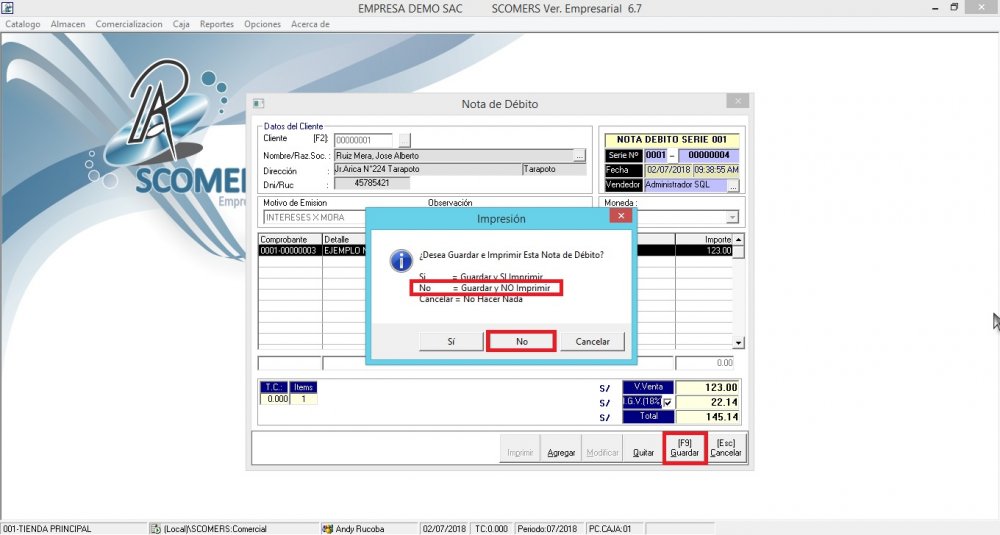 EMPRESA DEMO SAC SCOMERS Ver. Empresarial 6.7
Catalogo Almacen Comercializacion Caja Reportes Opciones Acerca de
Nota de Débito
Datos del Cliente
Cliente [F2]: 00000001 ...
Nombre/Raz.Soc. : Ruiz Mera, Jose Alberto ...
Dirección : Jr.Arica N°224 Tarapoto Tarapoto
Dni/Ruc : 45785421
NOTA DEBITO SERIE 001
Serie Nº 0001 - 00000004
Fecha 02/07/2018 09:38:55 AM
Vendedor Administrador SQL ...
SCOMER
Empre
Motivo de Emision Observación Moneda :
INTERESES X MORA
Comprobante Detalle Importe
0001-00000003 EJEMPLO 123.00
Impresión
¿Desea Guardar e Imprimir Esta Nota de Débito?
Sí = Guardar y SI Imprimir
No = Guardar y NO Imprimir
Cancelar = No Hacer Nada
Sí No Cancelar
0.00
T.C.: Items
0.000 1
S/ V.Venta 123.00
S/ I.G.V.(18%) 22.14
S/ Total 145.14
Imprimir Agregar Modificar Quitar [F9] Guardar [Esc] Cancelar
001-TIENDA PRINCIPAL (Local)\SCOMERS:Comercial Andy Rucoba 02/07/2018 TC:0.000 Periodo:07/2018 PC.CAJA:01